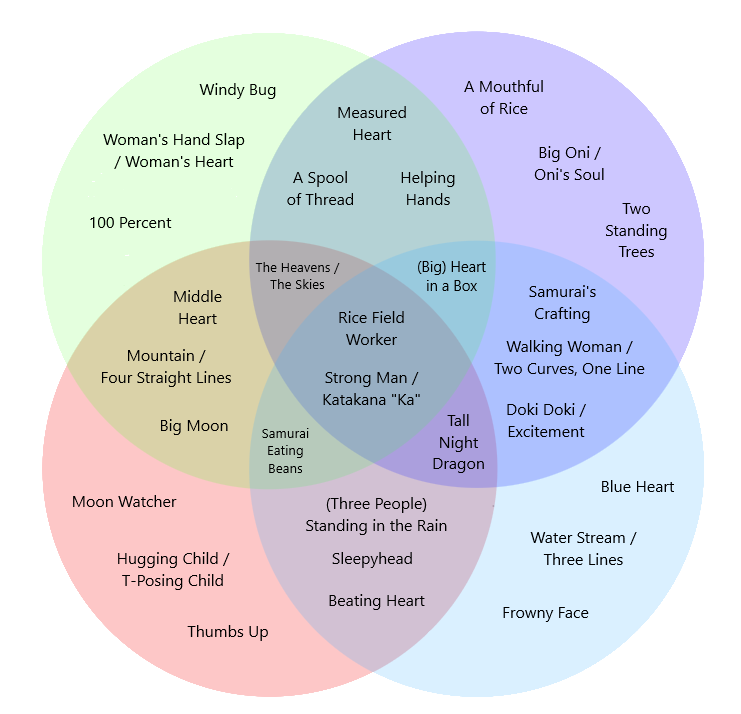 Windy Bug
A Mouthful
of Rice
Measured
Heart
Woman's Hand Slap
/ Woman's Heart
Big Oni /
Oni's Soul
A Spool
of Thread
Helping
Hands
100 Percent
Two
Standing
Trees
The Heavens /
The Skies
(Big) Heart
in a Box
Middle
Heart
Samurai's
Crafting
Rice Field
Worker
Mountain /
Four Straight Lines
Walking Woman /
Two Curves, One Line
Strong Man /
Katakana "Ka"
Big Moon
Doki Doki /
Excitement
Samurai
Eating
Beans
Tall
Night
Dragon
Moon Watcher
(Three People)
Standing in the Rain
Blue Heart
Hugging Child /
T-Posing Child
Sleepyhead
Water Stream /
Three Lines
Beating Heart
Frowny Face
Thumbs Up